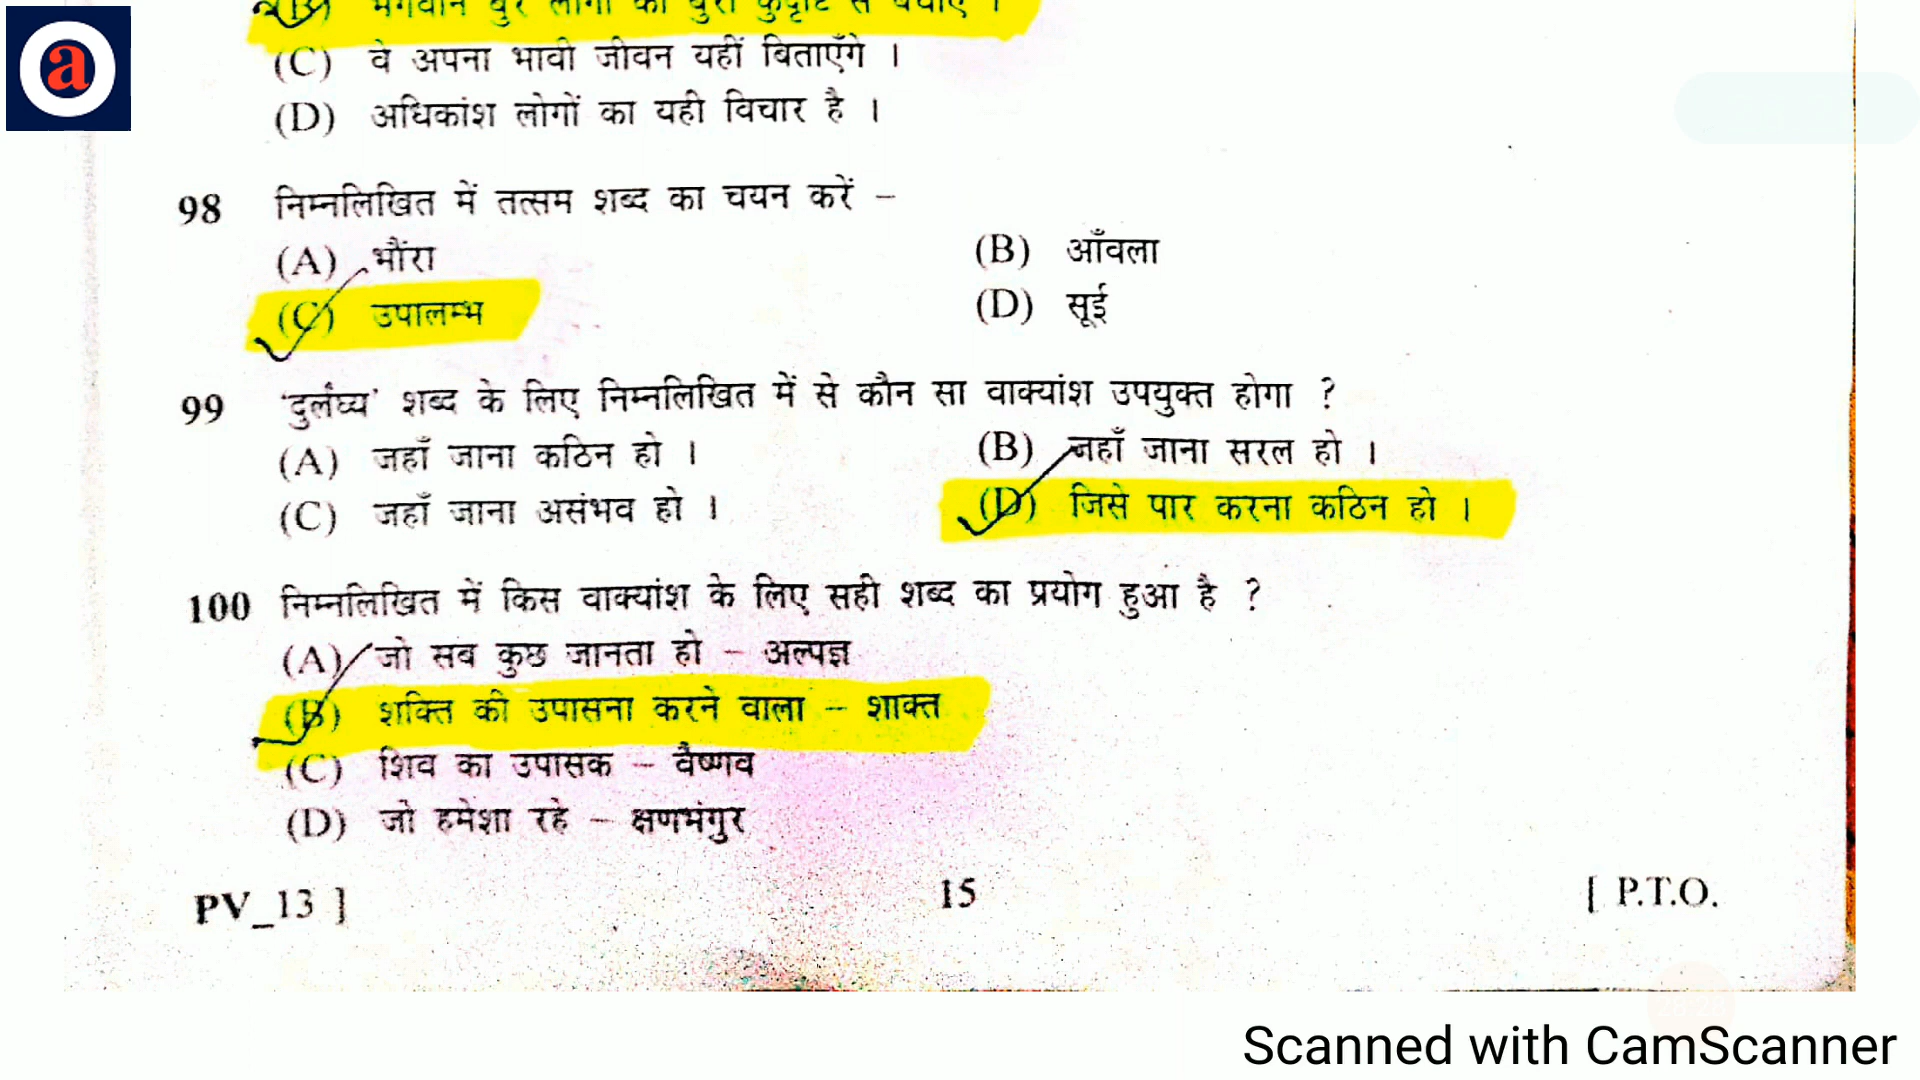 a
(B) भगवान बुरे लोगों की बुरी कुदृष्टि से बचाए ।
(C) वे अपना भावी जीवन यहीं बिताएँगे ।
(D) अधिकांश लोगों का यही विचार है ।
98 निम्नलिखित में तत्सम शब्द का चयन करें –
(A) भौंरा (B) आँवला
(C) उपालम्भ (D) सूई
99 'दुर्लंघ्य' शब्द के लिए निम्नलिखित में से कौन सा वाक्यांश उपयुक्त होगा ?
(A) जहाँ जाना कठिन हो । (B) जहाँ जाना सरल हो ।
(C) जहाँ जाना असंभव हो । (D) जिसे पार करना कठिन हो ।
100 निम्नलिखित में किस वाक्यांश के लिए सही शब्द का प्रयोग हुआ है ?
(A) जो सब कुछ जानता हो – अल्पज्ञ
(B) शक्ति की उपासना करने वाला – शाक्त
(C) शिव का उपासक – वैष्णव
(D) जो हमेशा रहे – क्षणभंगुर
PV_13 ] 15 [ P.T.O.
Scanned with CamScanner